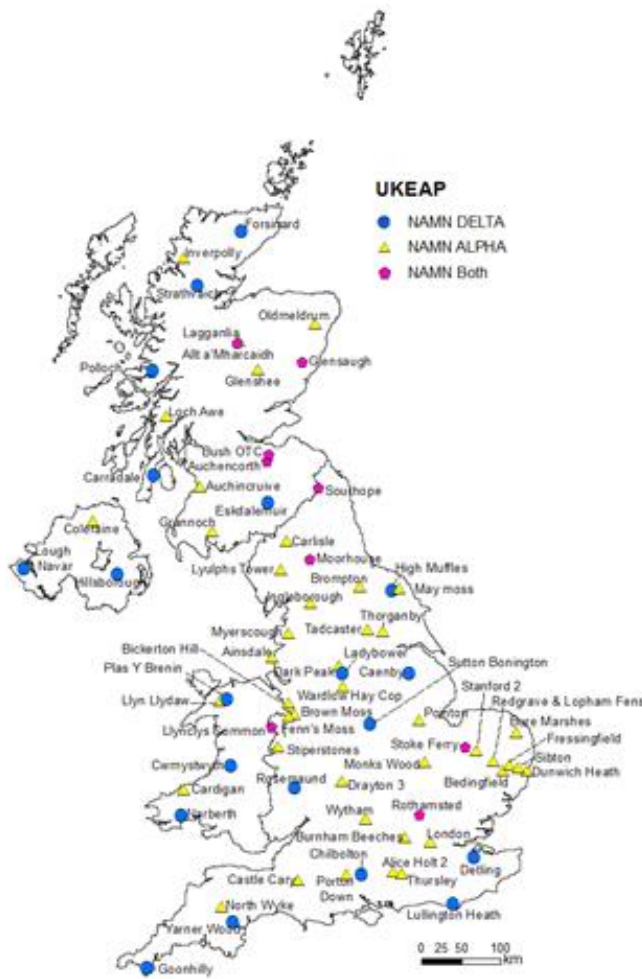 UKEAP
NAMN DELTA
NAMN ALPHA
NAMN Both
Forsinard
Inverpolly
Strathvaich
Oldmeldrum
Lagganlia
Allt a'Mharcaidh
Glensaugh
Polloch
Glenshee
Loch Awe
Bush OTC
Auchencorth
Carradale
Auchincruive
Sourhope
Eskdalemuir
Coleraine
Grannoch
Carlisle
Lough
Navar
Hillsborough
Moorhouse
High Muffles
Lyulphs Tower
Brompton
May moss
Ingleborough
Thorganby
Myerscough
Tadcaster
Bickerton Hill
Ainsdale
Ladybower
Plas Y Brenin
Dark Peak
Caenby
Sutton Bonington
Wardlow Hay Cop
Stanford 2
Llyn Llydaw
Brown Moss
Redgrave & Lopham Fens
Pointon
Bure Marshes
Llynclys Common
Fenn's Moss
Fressingfield
Stiperstones
Stoke Ferry
Sibton
Cwmystwyth
Monks Wood
Bedingfield
Dunwich Heath
Rosemaund
Drayton 3
Cardigan
Narberth
Wytham
Rothamsted
Burnham Beeches
London
Chilbolton
Alice Holt 2
Detling
Castle Cary
Porton
Down
Thursley
North Wyke
Lullington Heath
Yarner Wood
Goonhilly
0 25 50 100
km